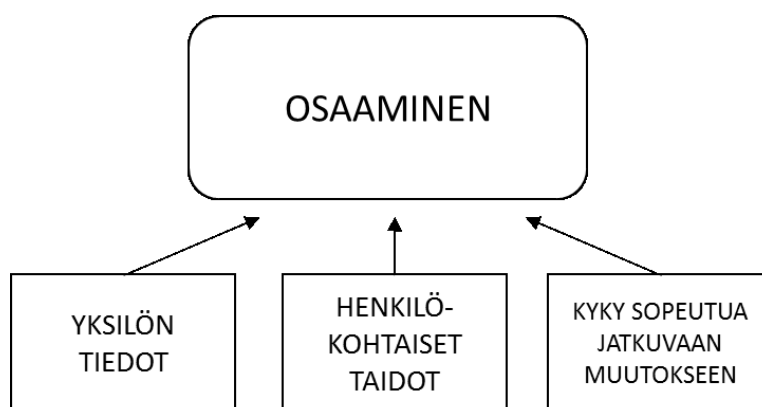 OSAAMINEN
YKSILÖN
TIEDOT
HENKILÖ-
KOHTAISET
TAIDOT
KYKY SOPEUTUA
JATKUVAAN
MUUTOKSEEN